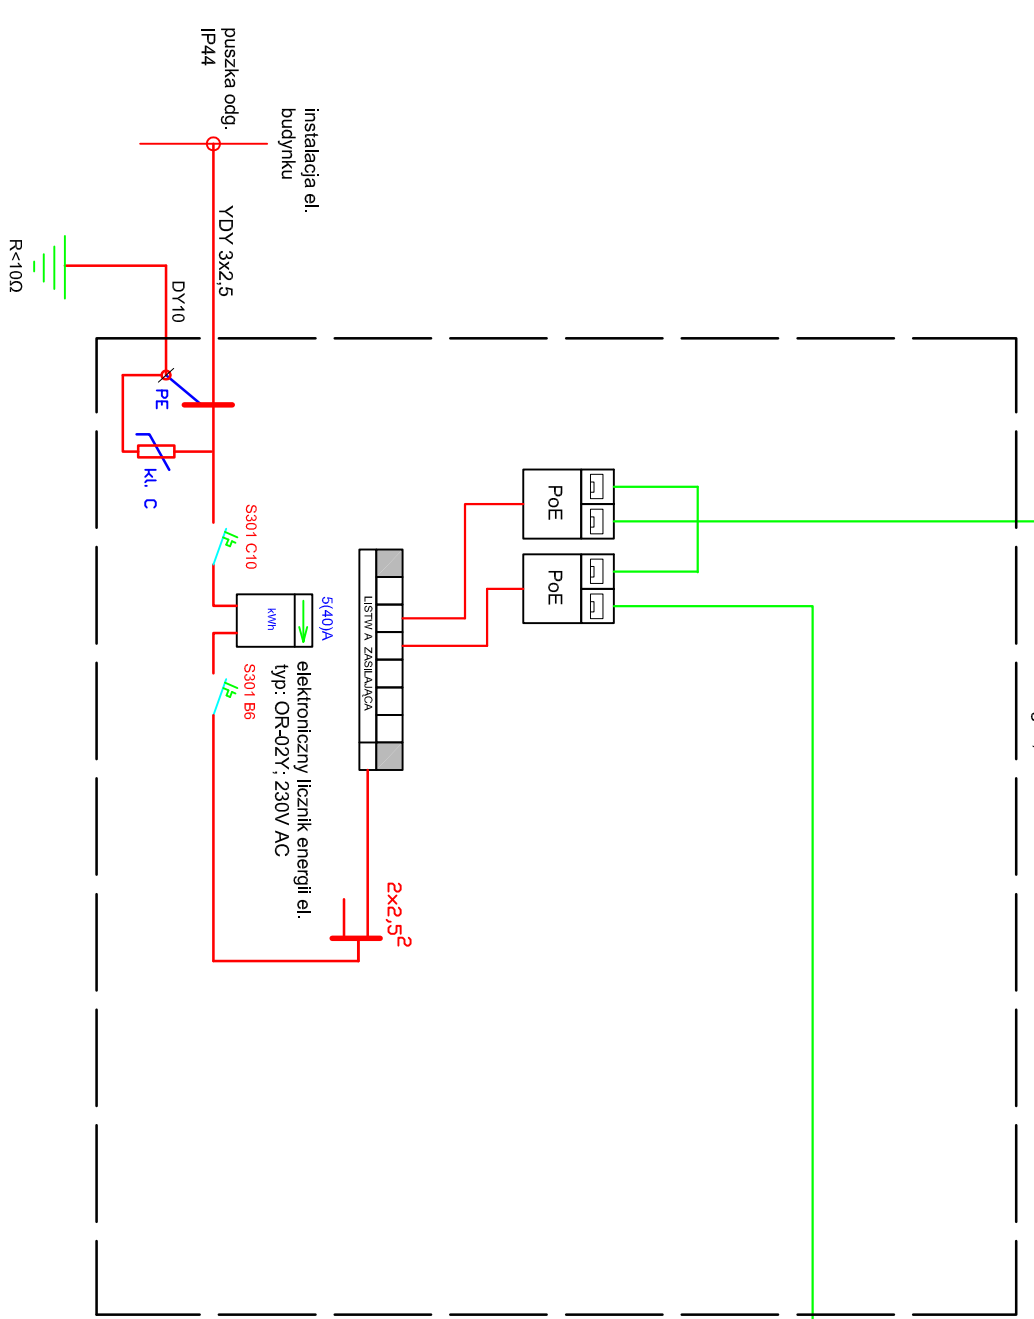 puszka odg.
IP44
instalacja el.
budynku
YDY 3x2,5
R<10Ω
DY10
PE
kl. C
S301 C10
5(40)A
kWh
elektroniczny licznik energii el.
typ: OR-02Y; 230V AC
S301 B6
LISTW A ZASILAJĄCA
PoE
PoE
2x2,5²